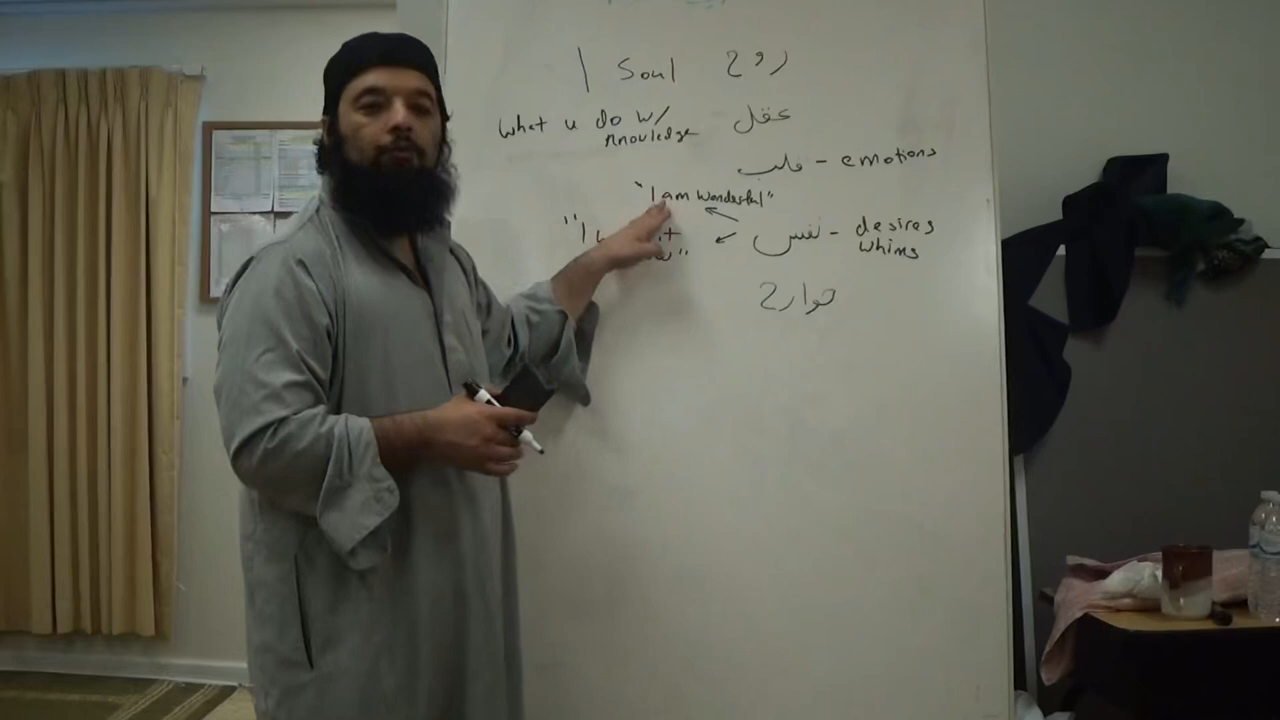 | Soul روح
what u do w/ knowledge عقل
قلب - emotions
"I am wonderful"
"I نفس - desires whims
جوارح